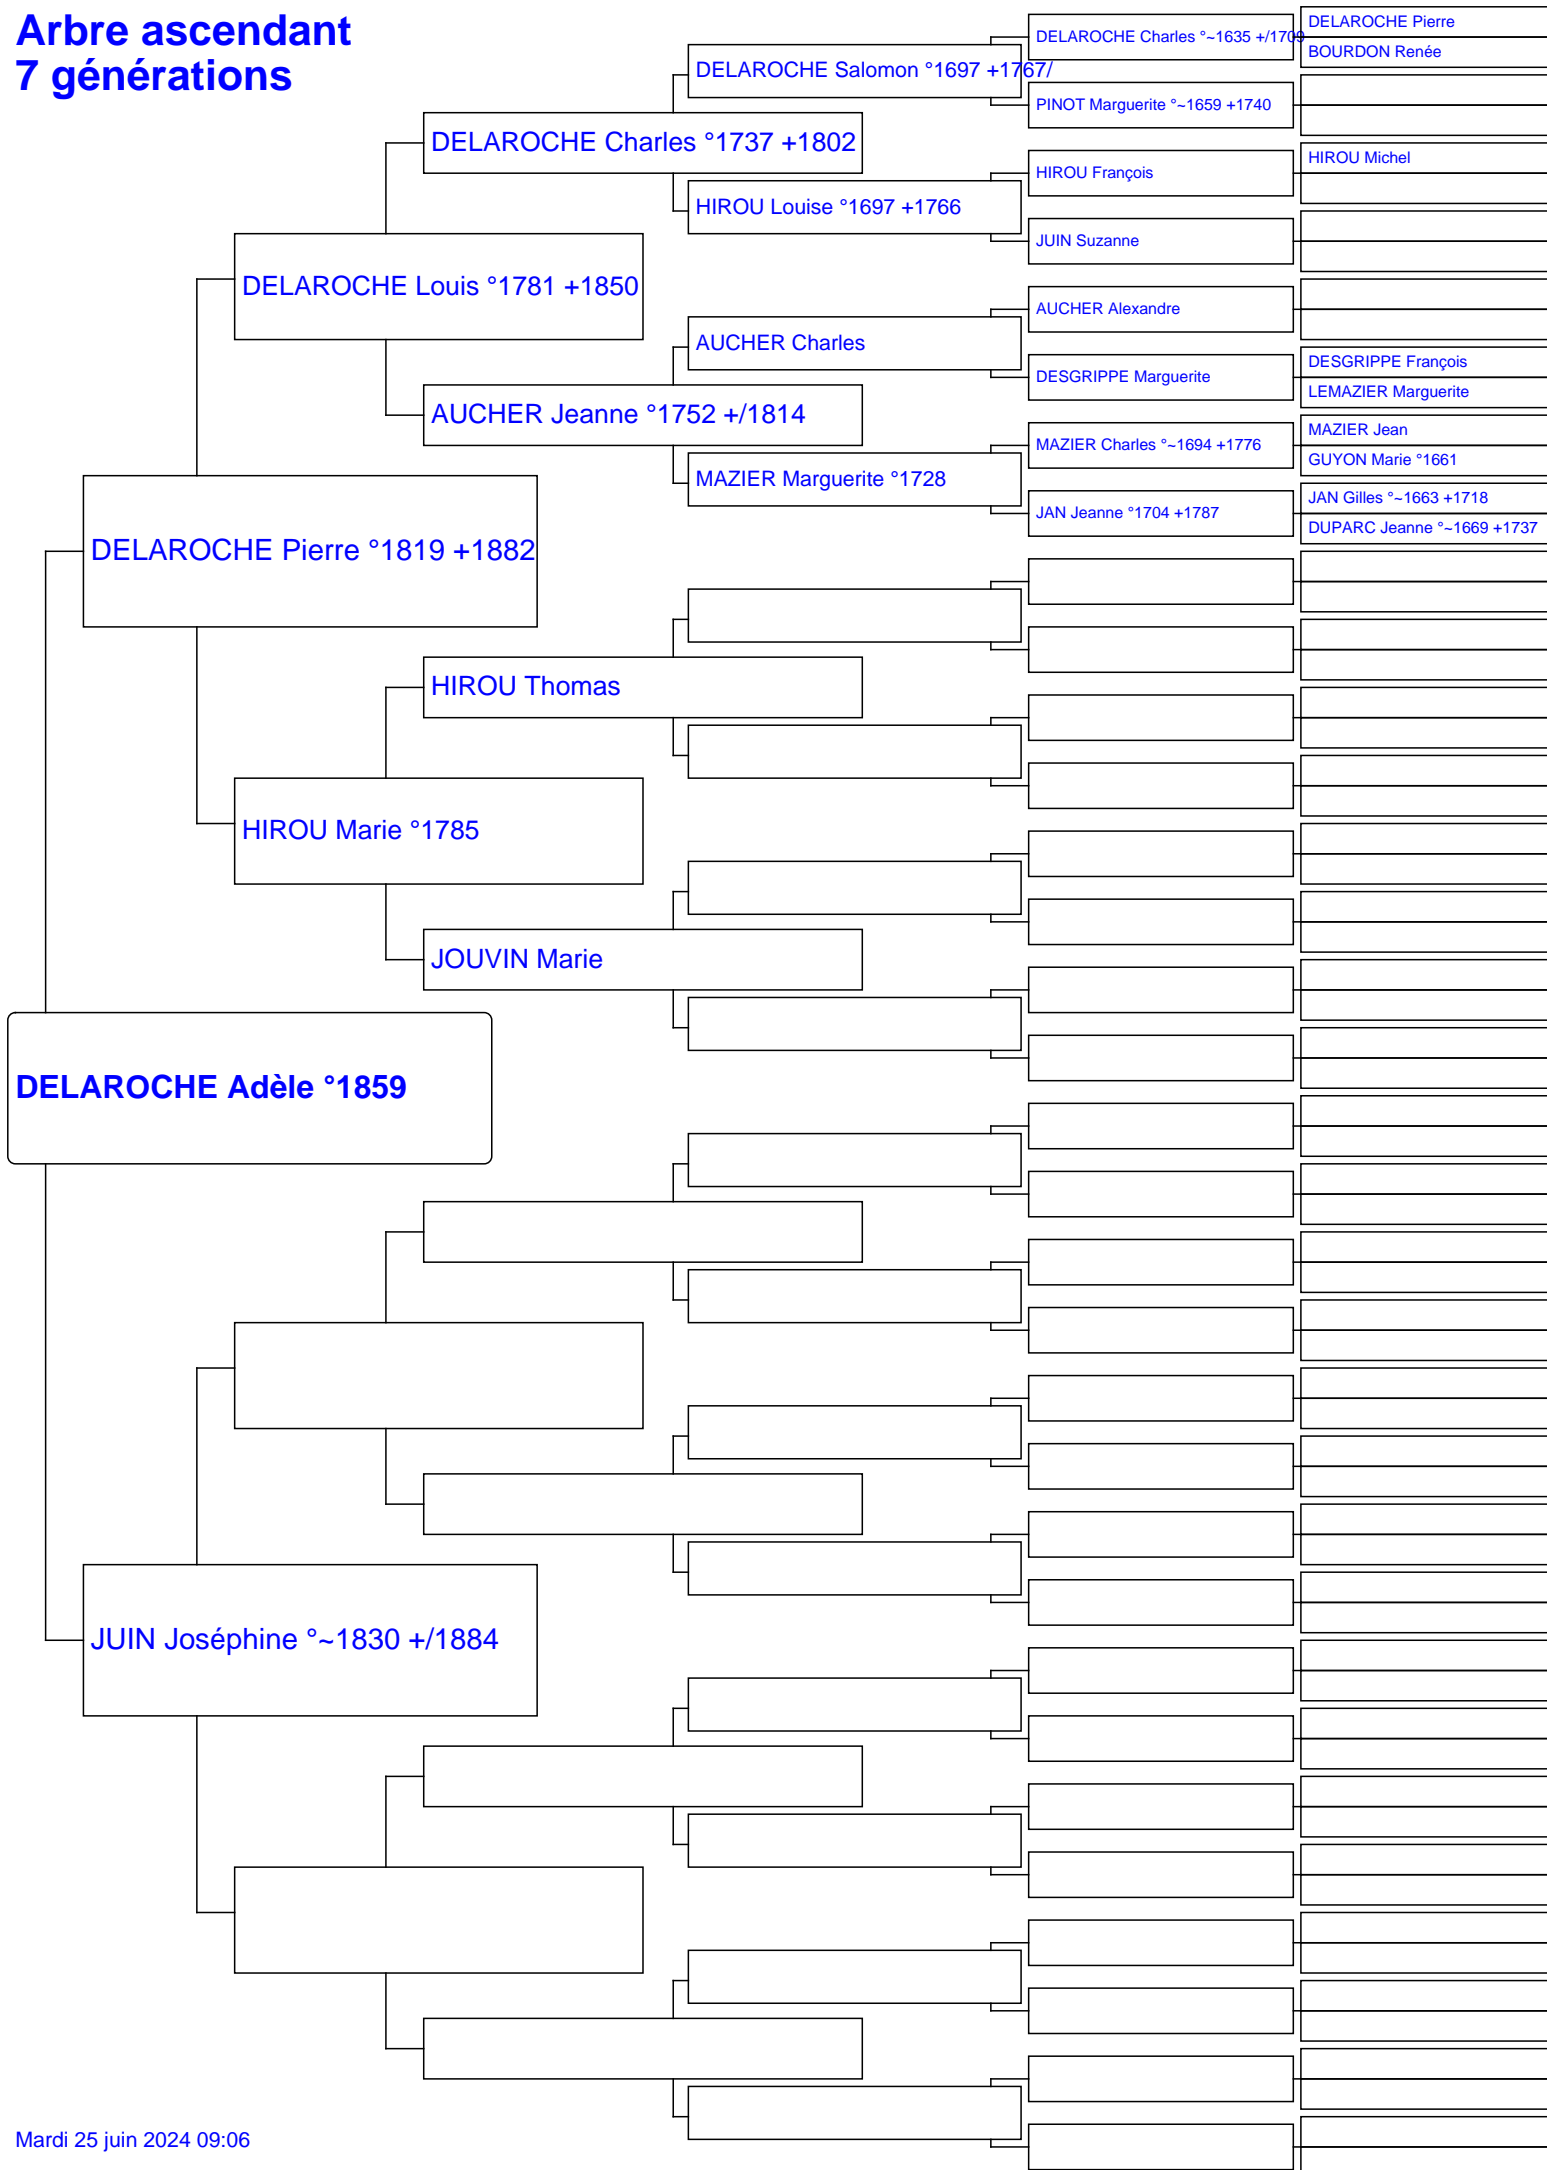 Arbre ascendant
7 générations
DELAROCHE Pierre
DELAROCHE Charles °~1635 +/1709
BOURDON Renée
DELAROCHE Salomon °1697 +1767/
PINOT Marguerite °~1659 +1740
DELAROCHE Charles °1737 +1802
HIROU Michel
HIROU François
HIROU Louise °1697 +1766
JUIN Suzanne
DELAROCHE Louis °1781 +1850
AUCHER Alexandre
AUCHER Charles
DESGRIPPE François
DESGRIPPE Marguerite
LEMAZIER Marguerite
AUCHER Jeanne °1752 +/1814
MAZIER Jean
MAZIER Charles °~1694 +1776
GUYON Marie °1661
MAZIER Marguerite °1728
JAN Gilles °~1663 +1718
JAN Jeanne °1704 +1787
DUPARC Jeanne °~1669 +1737
DELAROCHE Pierre °1819 +1882
HIROU Thomas
HIROU Marie °1785
JOUVIN Marie
DELAROCHE Adèle °1859
JUIN Joséphine °~1830 +/1884
Mardi 25 juin 2024 09:06